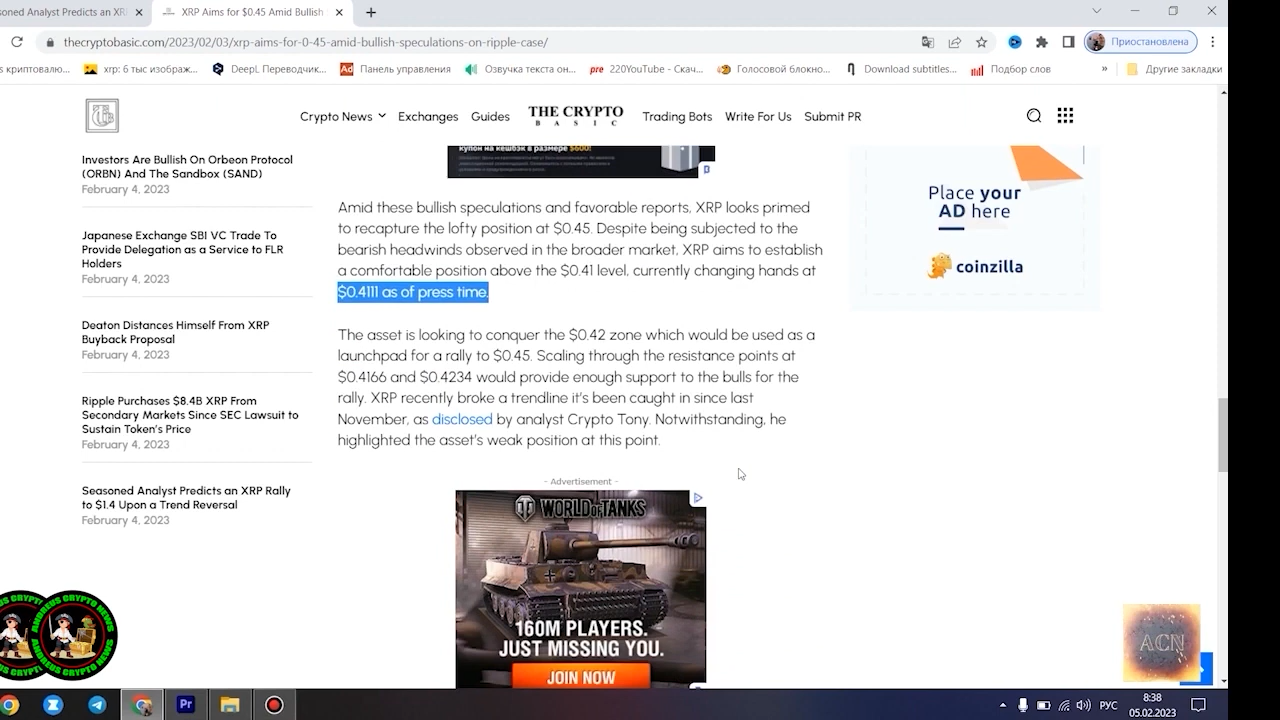 soned Analyst Predicts an XR
XRP Aims for $0.45 Amid Bullish
thecryptobasic.com/2023/02/03/xrp-aims-for-0-45-amid-bullish-speculations-on-ripple-case/
Приостановлена
s криптовалю...
xrp: 6 тыс изображ...
DeepL Переводчик...
Ad
Панель управления
Озвучка текста он...
pre
220YouTube - Скач...
Голосовой блокно...
Download subtitles...
Подбор слов
»
Другие закладки
Crypto News
Exchanges
Guides
THE CRYPTO
BASIC
Trading Bots
Write For Us
Submit PR
купон на кешбэк в размере $600!
Investors Are Bullish On Orbeon Protocol
(ORBN) And The Sandbox (SAND)
February 4, 2023
Japanese Exchange SBI VC Trade To
Provide Delegation as a Service to FLR
Holders
February 4, 2023
Deaton Distances Himself From XRP
Buyback Proposal
February 4, 2023
Ripple Purchases $8.4B XRP From
Secondary Markets Since SEC Lawsuit to
Sustain Token's Price
February 4, 2023
Seasoned Analyst Predicts an XRP Rally
to $1.4 Upon a Trend Reversal
February 4, 2023
Amid these bullish speculations and favorable reports, XRP looks primed
to recapture the lofty position at $0.45. Despite being subjected to the
bearish headwinds observed in the broader market, XRP aims to establish
a comfortable position above the $0.41 level, currently changing hands at
$0.4111 as of press time.
The asset is looking to conquer the $0.42 zone which would be used as a
launchpad for a rally to $0.45. Scaling through the resistance points at
$0.4166 and $0.4234 would provide enough support to the bulls for the
rally. XRP recently broke a trendline it's been caught in since last
November, as disclosed by analyst Crypto Tony. Notwithstanding, he
highlighted the asset's weak position at this point.
- Advertisement -
WORLD OF TANKS
160M PLAYERS.
JUST MISSING YOU.
JOIN NOW
Place your
AD here
coinzilla
ANDREUS CRYPTO NEWS
ACN
Pr
РУС
8:38
05.02.2023